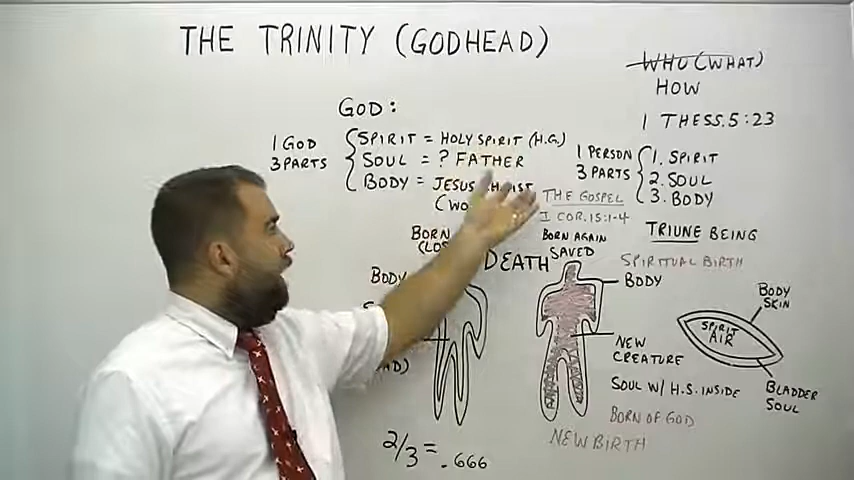 THE TRINITY (GODHEAD)
WHO (WHAT)
HOW
1 THESS. 5:23
GOD:
1 GOD
3 PARTS
SPIRIT = HOLY SPIRIT (H.G.)
SOUL = ? FATHER
BODY = JESUS CHRIST
1 PERSON
3 PARTS
1. SPIRIT
2. SOUL
3. BODY
THE GOSPEL
I COR. 15:1-4
TRIUNE BEING
BORN
BODY
DEATH
BORN AGAIN
SAVED
SPIRITUAL BIRTH
BODY
NEW
CREATURE
SOUL W/ H.S. INSIDE
BORN OF GOD
NEW BIRTH
BODY
SKIN
SPIRIT
AIR
BLADDER
SOUL
2/3 = .666